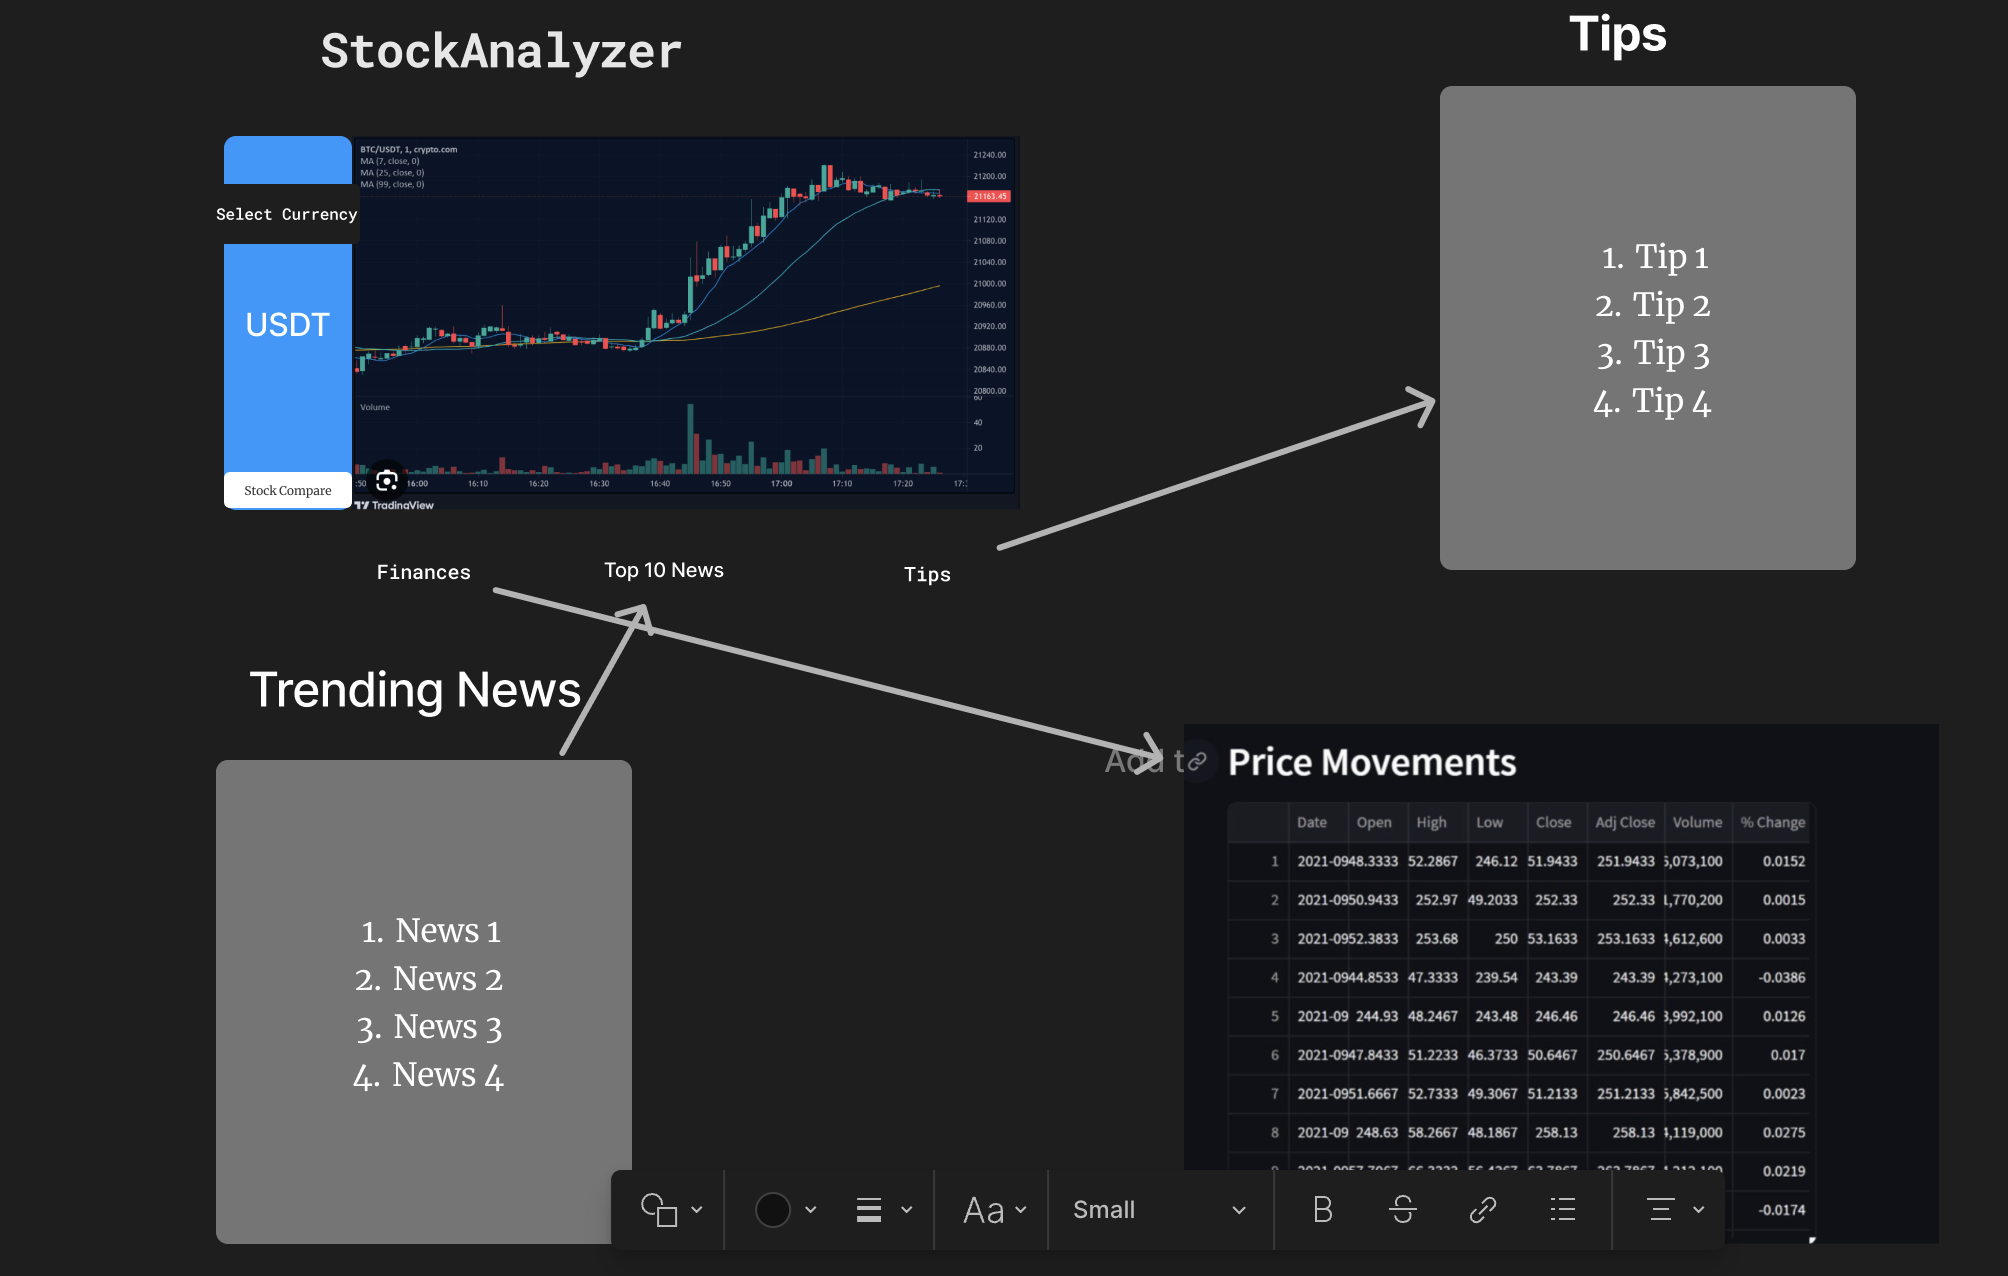 StockAnalyzer
Tips
Select Currency
USDT
Stock Compare
BTC/USDT, 1, crypto.com
MA (7, close, 0)
MA (25, close, 0)
MA (99, close, 0)
21240.00
21200.00
21163.45
21120.00
21080.00
21040.00
21000.00
20960.00
20920.00
20880.00
20840.00
20800.00
60
40
20
Volume
:50 16:00 16:10 16:20 16:30 16:40 16:50 17:00 17:10 17:20 17:
TradingView
1. Tip 1
2. Tip 2
3. Tip 3
4. Tip 4
Finances
Top 10 News
Tips
Trending News
1. News 1
2. News 2
3. News 3
4. News 4
Add t
Price Movements
Date Open High Low Close Adj Close Volume % Change
1 2021-09 48.3333 52.2867 246.12 51.9433 251.9433 5,073,100 0.0152
2 2021-09 50.9433 252.97 49.2033 252.33 252.33 1,770,200 0.0015
3 2021-09 52.3833 253.68 250 53.1633 253.1633 4,612,600 0.0033
4 2021-09 44.8533 47.3333 239.54 243.39 243.39 4,273,100 -0.0386
5 2021-09 244.93 48.2467 243.48 246.46 246.46 3,992,100 0.0126
6 2021-09 47.8433 51.2233 46.3733 50.6467 250.6467 5,378,900 0.017
7 2021-09 51.6667 52.7333 49.3067 51.2133 251.2133 5,842,500 0.0023
8 2021-09 248.63 58.2667 48.1867 258.13 258.13 4,119,000 0.0275
0.0219
-0.0174
Aa Small B S